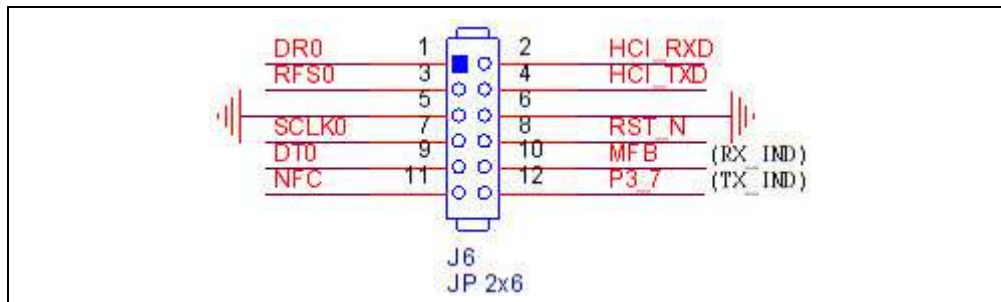 DR0 1 2 HCI_RXD
RFS0 3 4 HCI_TXD
5 6
SCLK0 7 8 RST_N
DT0 9 10 MFB (RX_IND)
NFC 11 12 P3_7 (TX_IND)
J6
JP 2x6